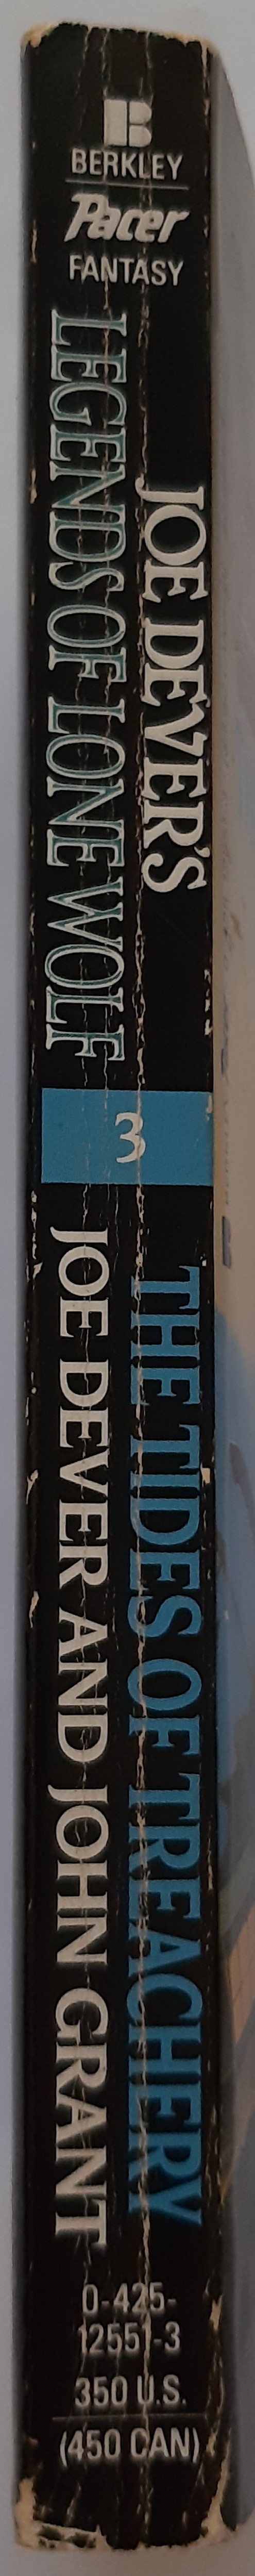 B
BERKLEY
Pacer
FANTASY
JOE DEVER'S
LEGENDS OF LONE WOLF
3
THE TIDES OF TREACHERY
JOE DEVER AND JOHN GRANT
0-425-
12551-3
350 U.S.
(450 CAN)